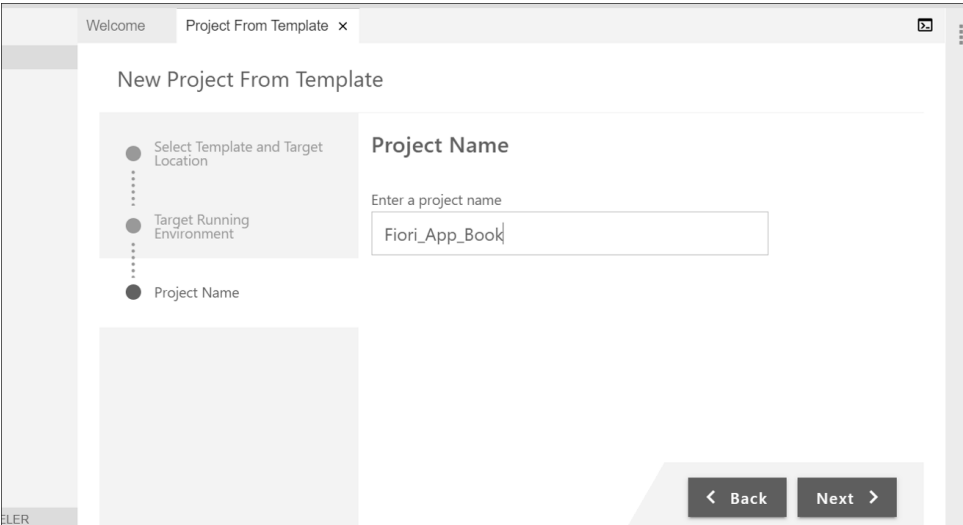 Welcome
Project From Template ×
New Project From Template
Select Template and Target
Location
Target Running
Environment
Project Name
Project Name
Enter a project name
Fiori_App_Book
Back
Next
ELER